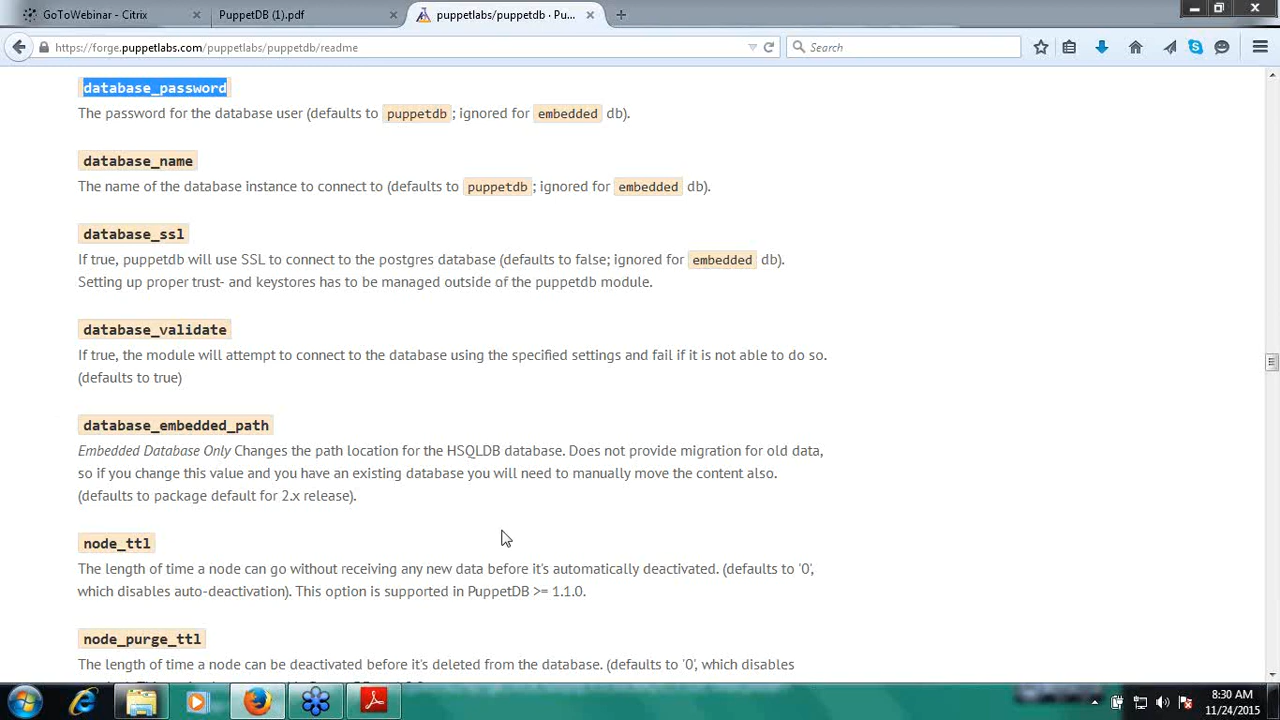 GoToWebinar - Citrix
PuppetDB (1).pdf
puppetlabs/puppetdb · Pu...
https://forge.puppetlabs.com/puppetlabs/puppetdb/readme
Search
database_password
The password for the database user (defaults to puppetdb ; ignored for embedded db).
database_name
The name of the database instance to connect to (defaults to puppetdb ; ignored for embedded db).
database_ssl
If true, puppetdb will use SSL to connect to the postgres database (defaults to false; ignored for embedded db).
Setting up proper trust- and keystores has to be managed outside of the puppetdb module.
database_validate
If true, the module will attempt to connect to the database using the specified settings and fail if it is not able to do so.
(defaults to true)
database_embedded_path
Embedded Database Only Changes the path location for the HSQLDB database. Does not provide migration for old data,
so if you change this value and you have an existing database you will need to manually move the content also.
(defaults to package default for 2.x release).
node_ttl
The length of time a node can go without receiving any new data before it's automatically deactivated. (defaults to '0',
which disables auto-deactivation). This option is supported in PuppetDB >= 1.1.0.
node_purge_ttl
The length of time a node can be deactivated before it's deleted from the database. (defaults to '0', which disables
8:30 AM
11/24/2015